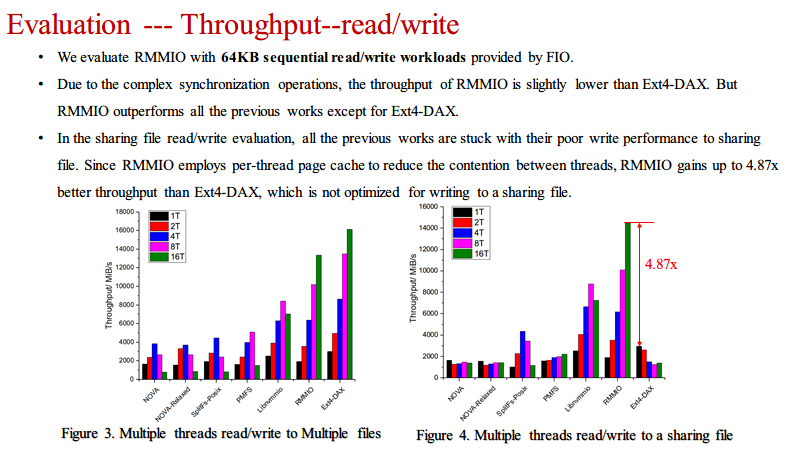 Evaluation --- Throughput--read/write
• We evaluate RMMIO with 64KB sequential read/write workloads provided by FIO.
• Due to the complex synchronization operations, the throughput of RMMIO is slightly lower than Ext4-DAX. But
RMMIO outperforms all the previous works except for Ext4-DAX.
• In the sharing file read/write evaluation, all the previous works are stuck with their poor write performance to sharing
file. Since RMMIO employs per-thread page cache to reduce the contention between threads, RMMIO gains up to 4.87x
better throughput than Ext4-DAX, which is not optimized for writing to a sharing file.
18000
16000
14000
12000
10000
8000
6000
4000
2000
0
Throughput/ MiB/s
1T
2T
4T
8T
16T
NOVA
NOVA-Relaxed
SplitFs-Posix
PMFS
Libnvmmio
RMMIO
Ext4-DAX
Figure 3. Multiple threads read/write to Multiple files
16000
14000
12000
10000
8000
6000
4000
2000
0
Throughput/ MiB/s
1T
2T
4T
8T
16T
4.87x
NOVA
NOVA-Relaxed
SplitFs-Posix
PMFS
Libnvmmio
RMMIO
Ext4-DAX
Figure 4. Multiple threads read/write to a sharing file